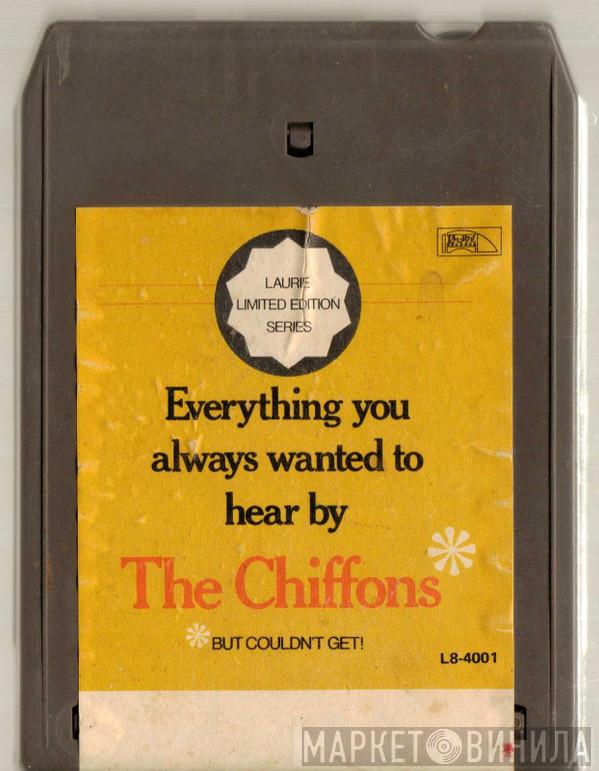 LAURIE
LIMITED EDITION
SERIES
Everything you
always wanted to
hear by
The Chiffons*
*BUT COULDN'T GET!
L8-4001
МАРКЕТ ВИНИЛА